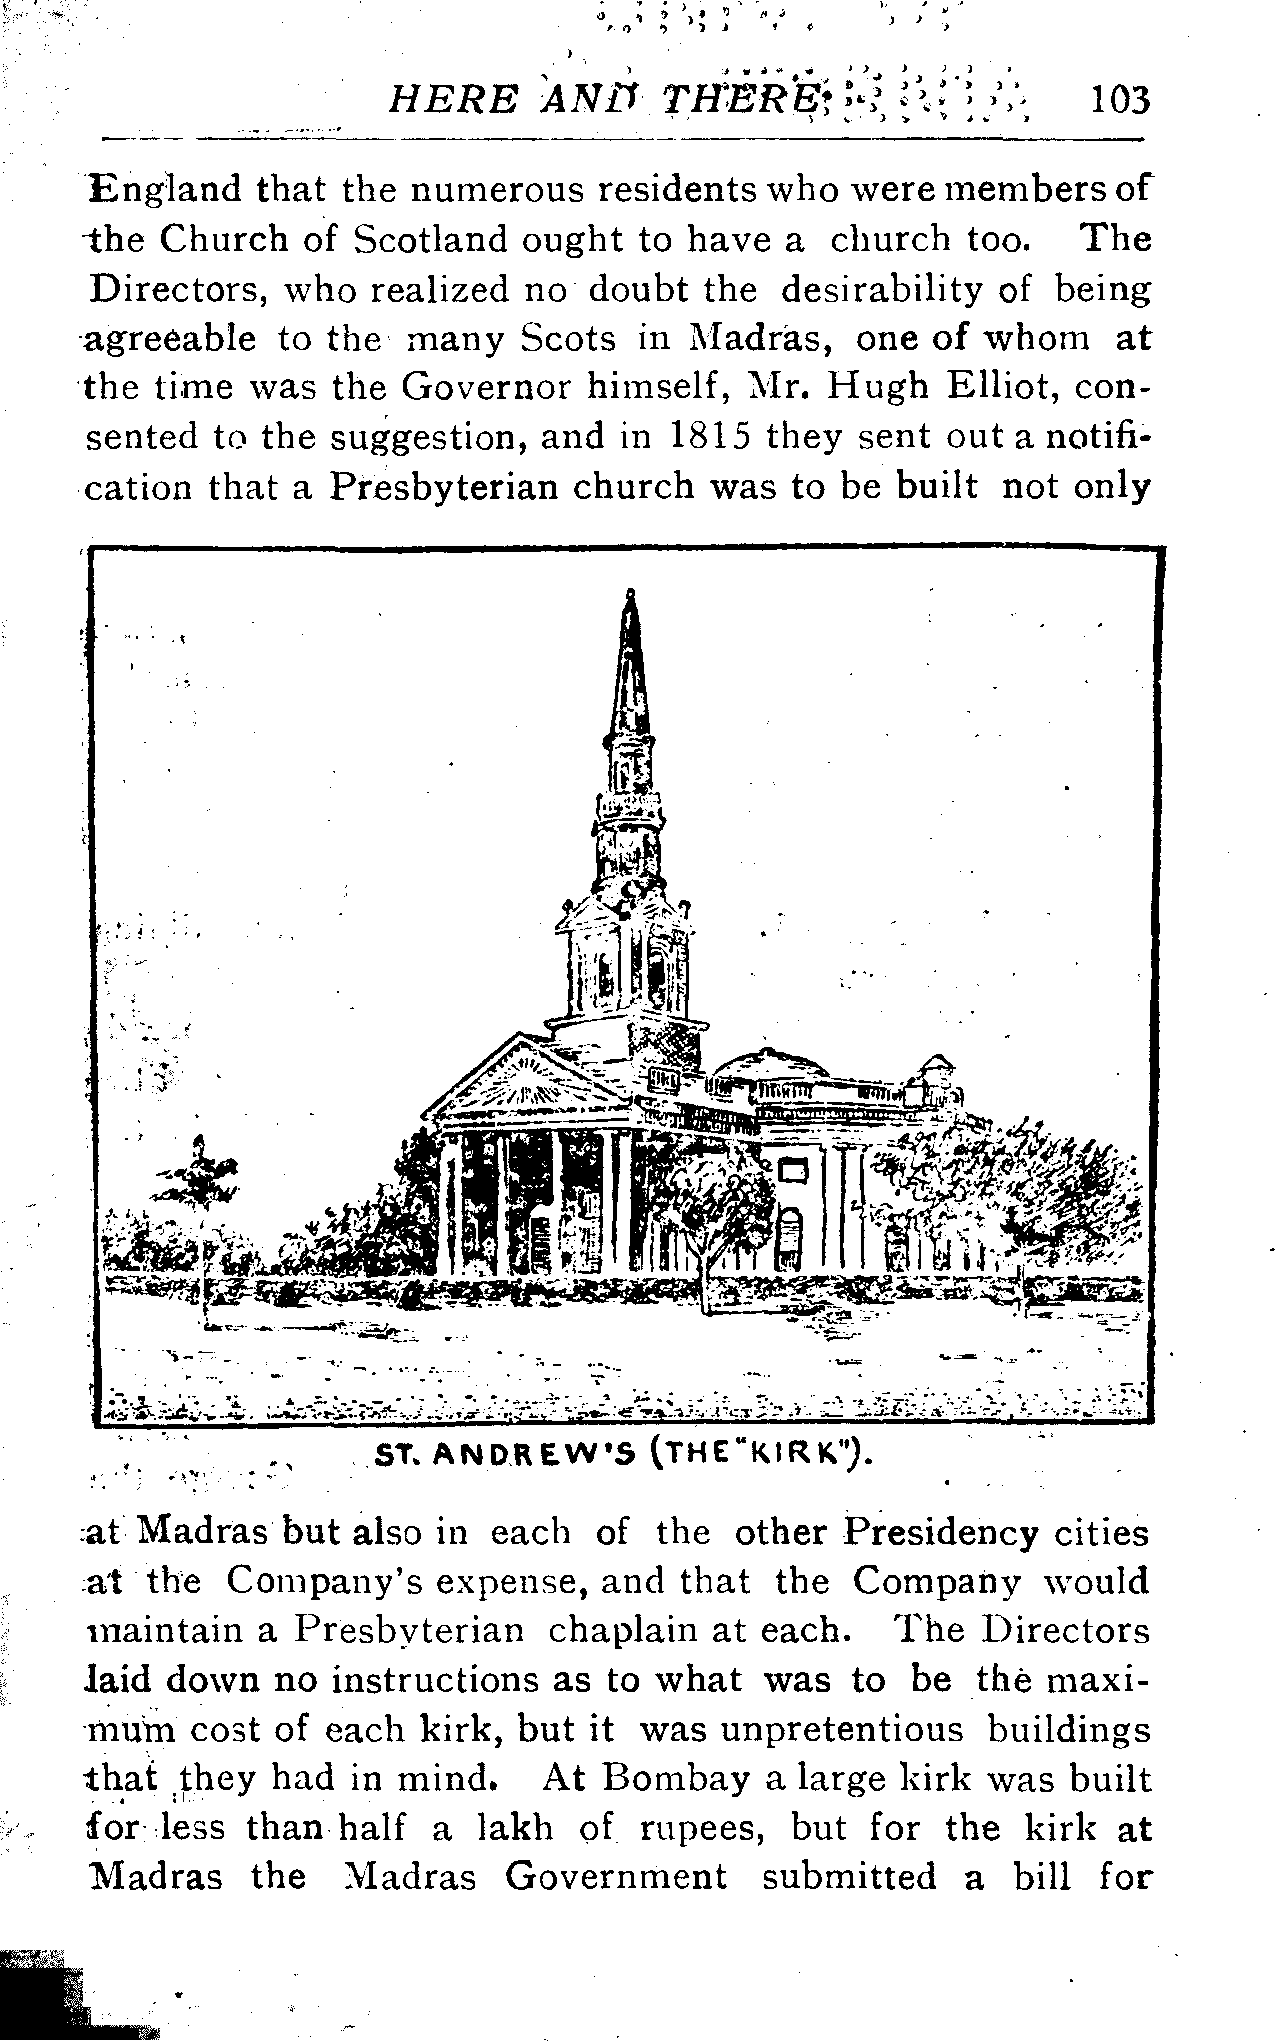 HERE AND THERE 103
England that the numerous residents who were members of
the Church of Scotland ought to have a church too. The
Directors, who realized no doubt the desirability of being
agreeable to the many Scots in Madras, one of whom at
the time was the Governor himself, Mr. Hugh Elliot, con-
sented to the suggestion, and in 1815 they sent out a notifi-
cation that a Presbyterian church was to be built not only
ST. ANDREW'S (THE "KIRK").
at Madras but also in each of the other Presidency cities
at the Company's expense, and that the Company would
maintain a Presbyterian chaplain at each. The Directors
laid down no instructions as to what was to be the maxi-
mum cost of each kirk, but it was unpretentious buildings
that they had in mind. At Bombay a large kirk was built
for less than half a lakh of rupees, but for the kirk at
Madras the Madras Government submitted a bill for